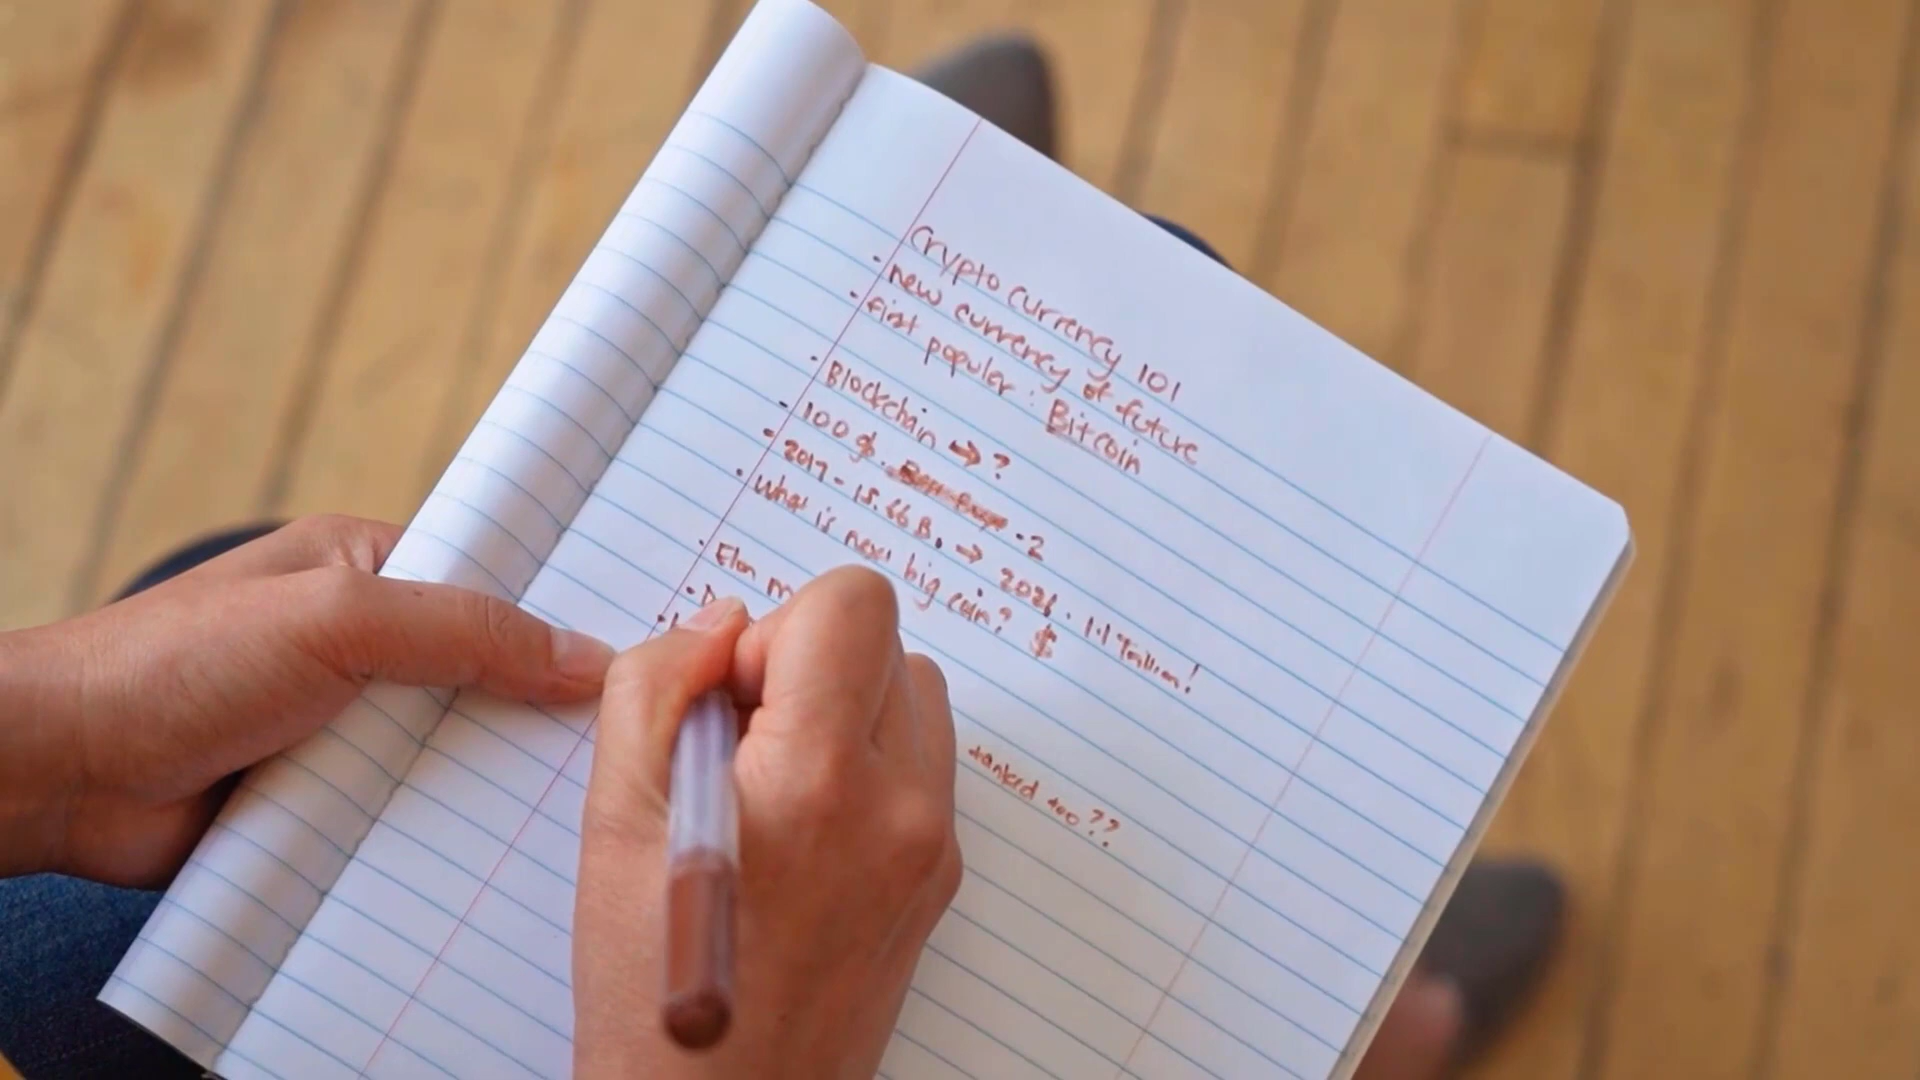 Crypto currency 101
· new currency of future
· first
popular : Bitcoin
· Blockchain → ?
· 100
· 2017 - 15.66 B. → 1.1 Trillion!
· What is next big coin? $
· Elon
tanked too ??